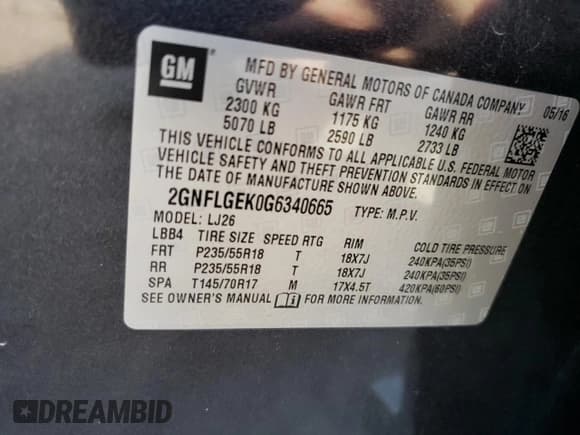 GM
MFD BY GENERAL MOTORS OF CANADA COMPANY 05/16
GVWR GAWR FRT GAWR RR
2300 KG 1175 KG 1240 KG
5070 LB 2590 LB 2733 LB
THIS VEHICLE CONFORMS TO ALL APPLICABLE U.S. FEDERAL MOTOR
VEHICLE SAFETY AND THEFT PREVENTION STANDARDS IN EFFECT ON
THE DATE OF MANUFACTURE SHOWN ABOVE.
2GNFLGEK0G6340665 TYPE: M.P.V.
MODEL: LJ26
LBB4 TIRE SIZE SPEED RTG RIM COLD TIRE PRESSURE
FRT P235/55R18 T 18X7J 240KPA(35PSI)
RR P235/55R18 T 18X7J 240KPA(35PSI)
SPA T145/70R17 M 17X4.5T 420KPA(60PSI)
SEE OWNER'S MANUAL FOR MORE INFORMATION.
DREAMBID